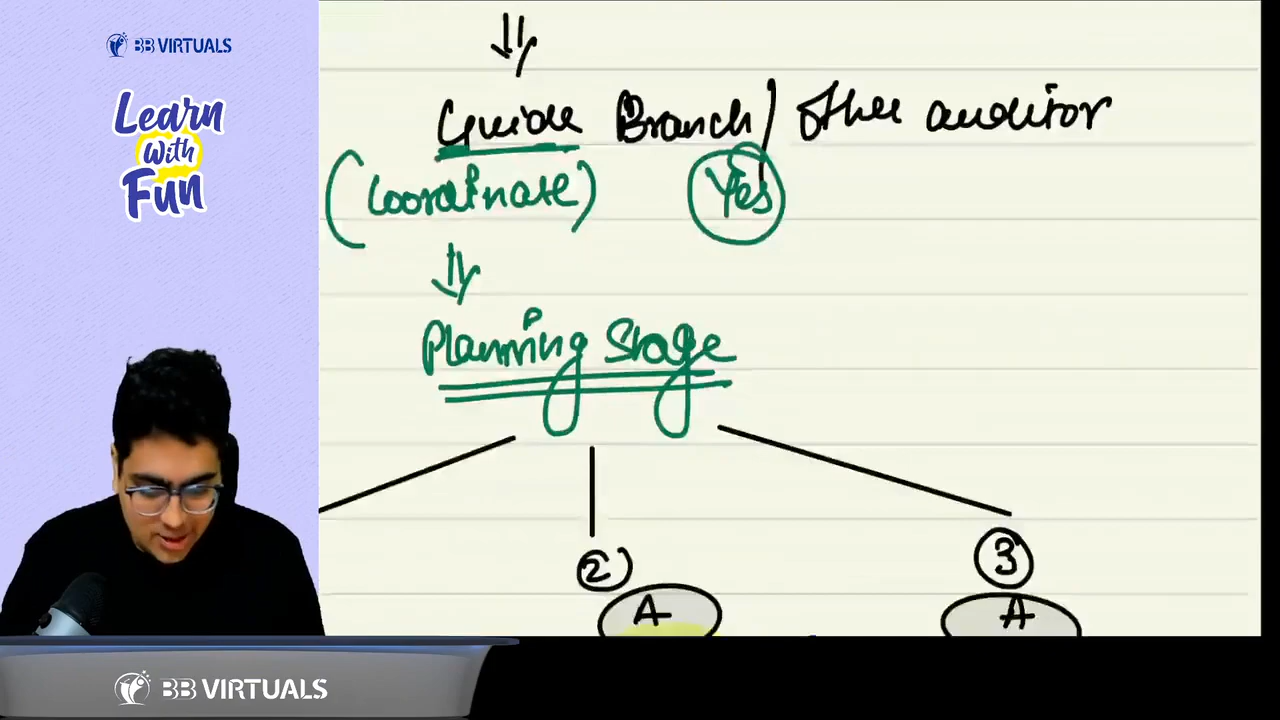 BB VIRTUALS
Learn
With
Fun
Guide Branch / Other auditor
(Coordinate) Yes
Planning Stage
2
3
A
A
BB VIRTUALS